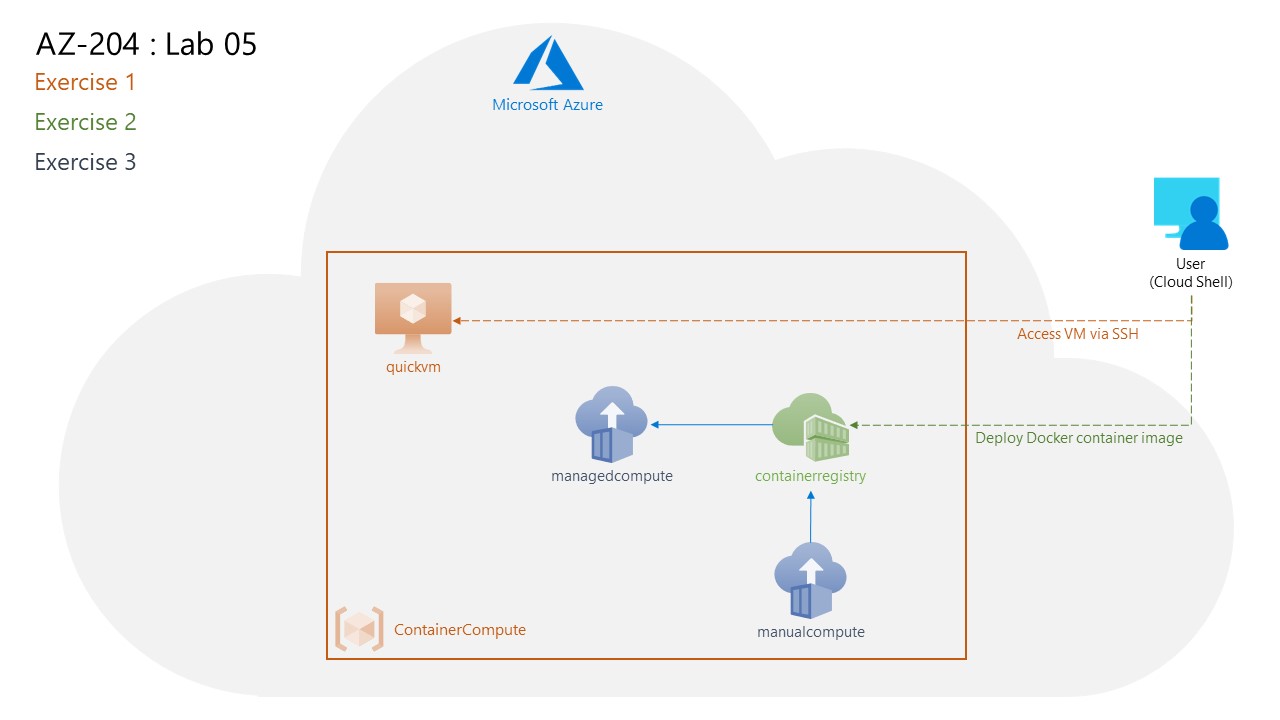 AZ-204 : Lab 05
Exercise 1
Exercise 2
Exercise 3
Microsoft Azure
User
(Cloud Shell)
Access VM via SSH
quickvm
Deploy Docker container image
managedcompute
containerregistry
manualcompute
ContainerCompute